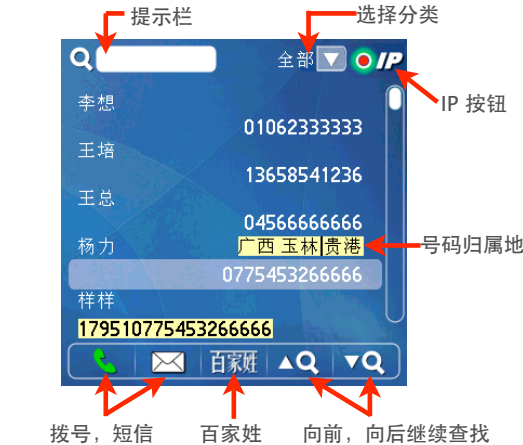 提示栏
选择分类
全部
IP
IP 按钮
李想
01062333333
王培
13658541236
王总
04566666666
杨力
广西 玉林|贵港
号码归属地
0775453266666
样样
179510775453266666
百家姓
拨号，短信
百家姓
向前，向后继续查找